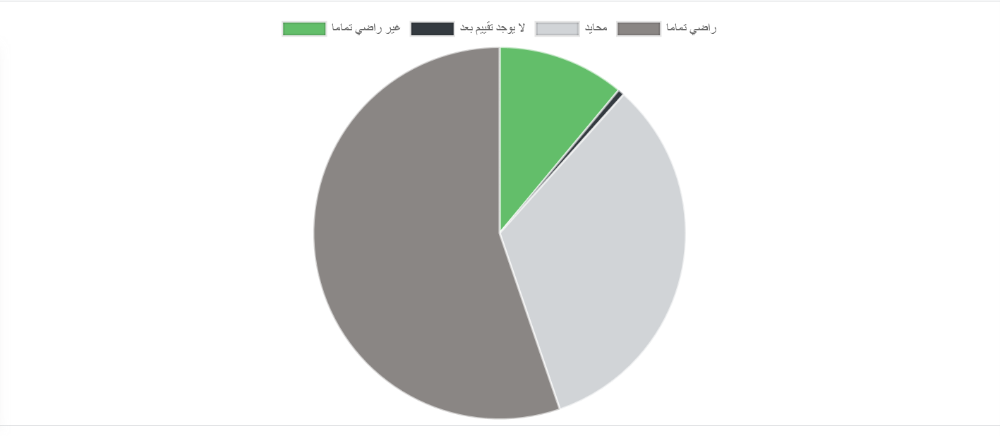 غير راضي تماما
لا يوجد تقييم بعد
محايد
راضي تماما